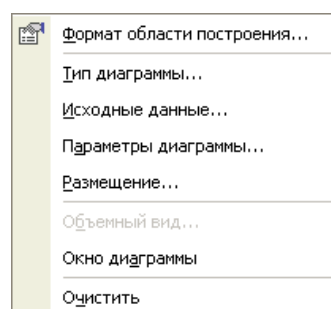 Формат области построения...
Тип диаграммы...
Исходные данные...
Параметры диаграммы...
Размещение...
Объемный вид...
Окно диаграммы
Очистить